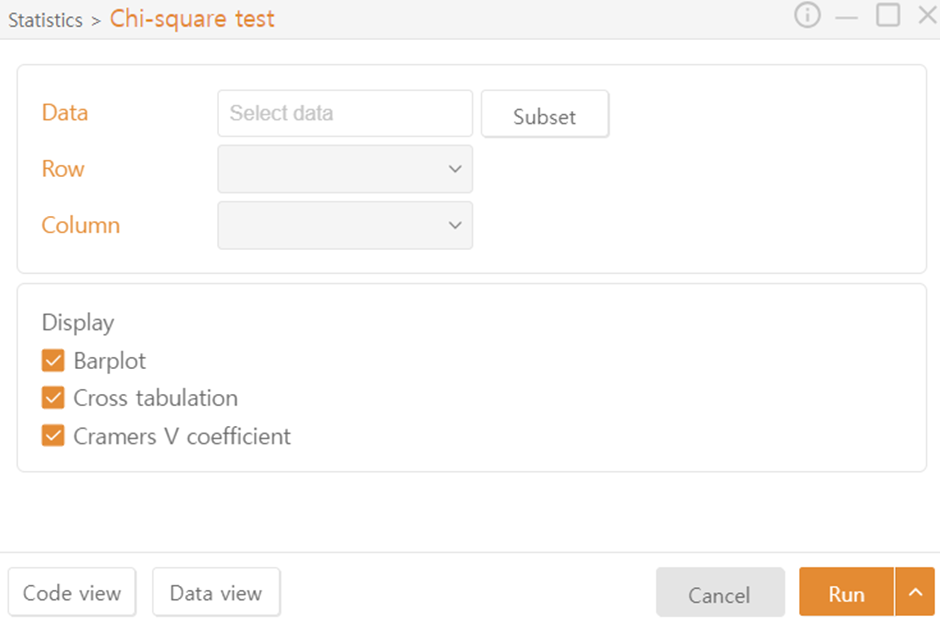 Statistics > Chi-square test
Data Select data Subset
Row
Column
Display
Barplot
Cross tabulation
Cramers V coefficient
Code view Data view Cancel Run